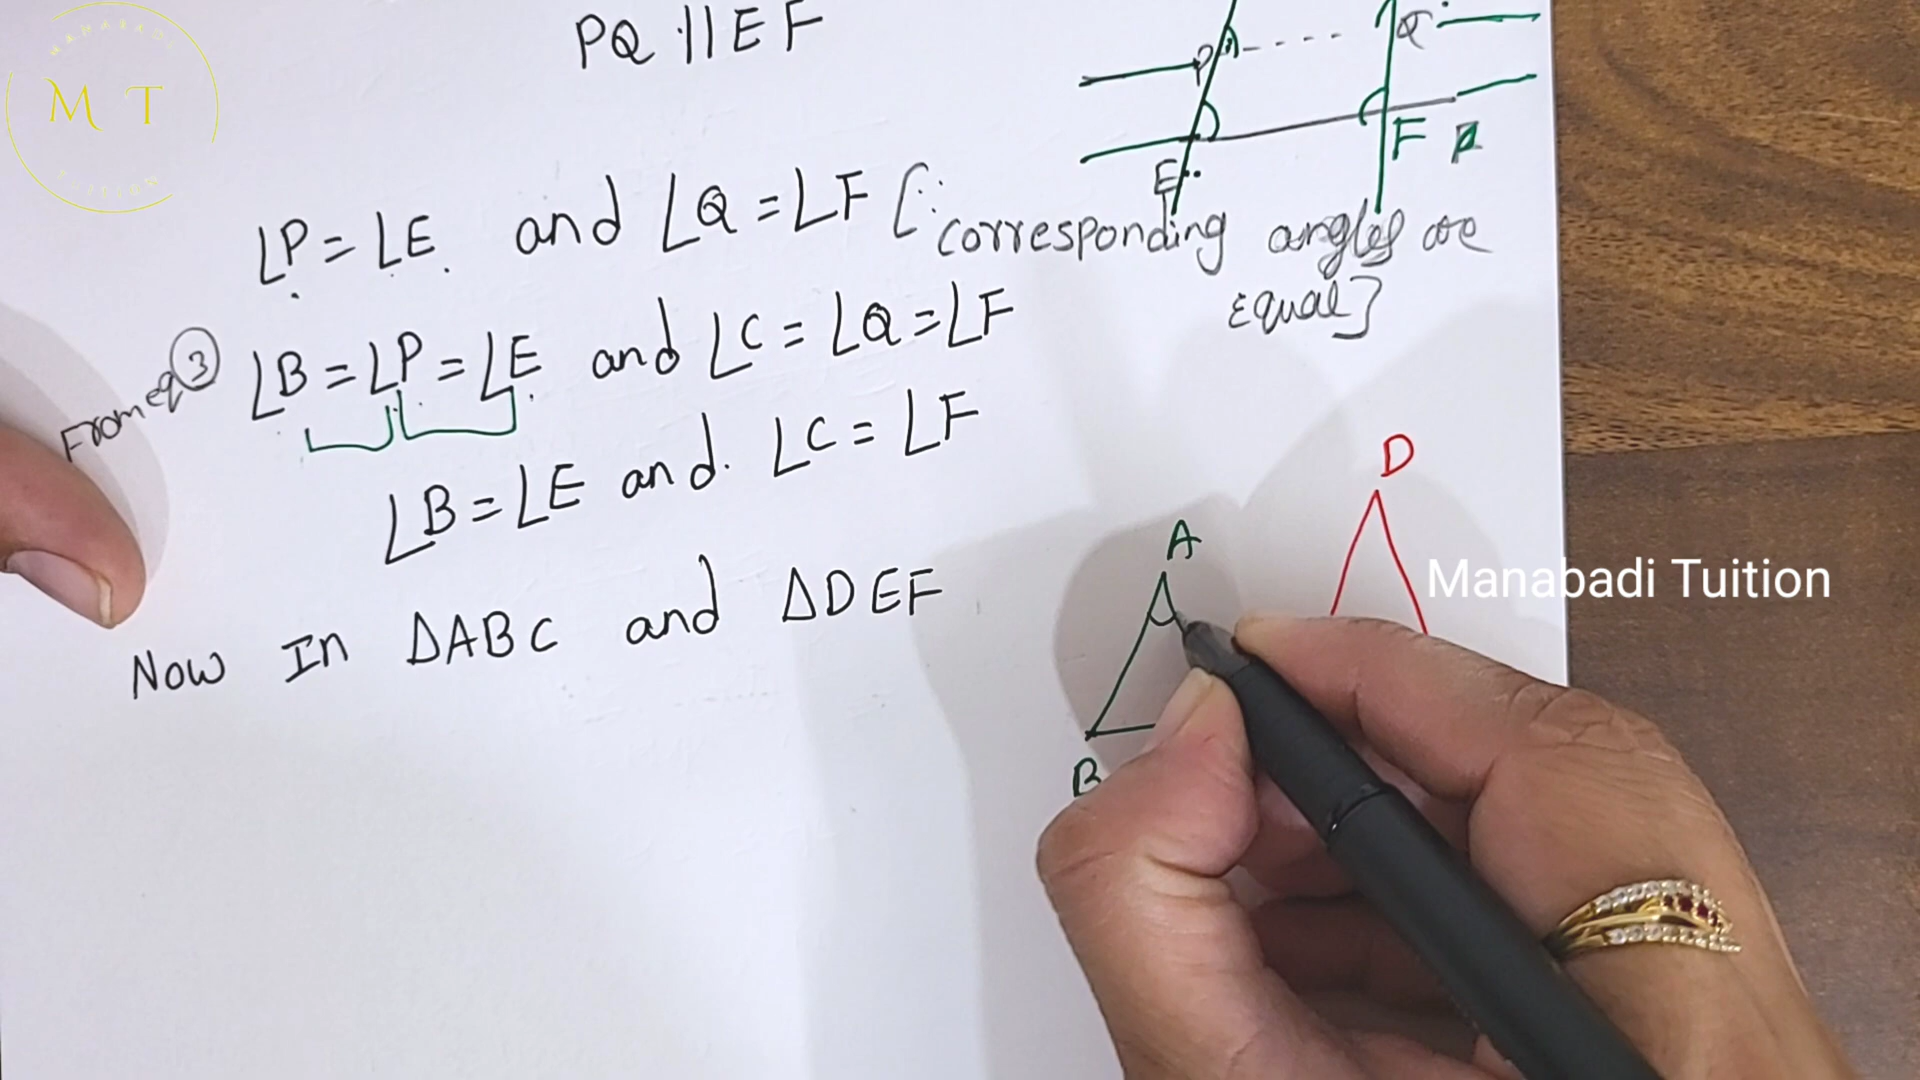 M T
PQ || EF
P
Q
E
F
∠P = ∠E and ∠Q = ∠F [∵ corresponding angles are
Equal]
From eq ③ ∠B = ∠P = ∠E and ∠C = ∠Q = ∠F
∠B = ∠E and. ∠C = ∠F
D
A
Manabadi Tuition
Now In ΔABC and ΔDEF
B